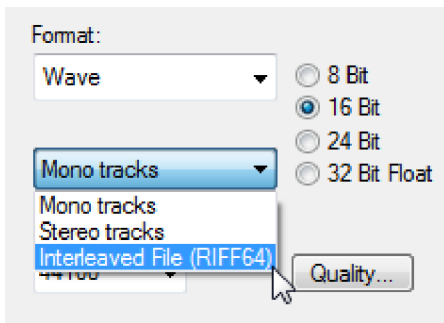 Format:
Wave
8 Bit
16 Bit
24 Bit
32 Bit Float
Mono tracks
Mono tracks
Stereo tracks
Interleaved File (RIFF64)
44100
Quality...